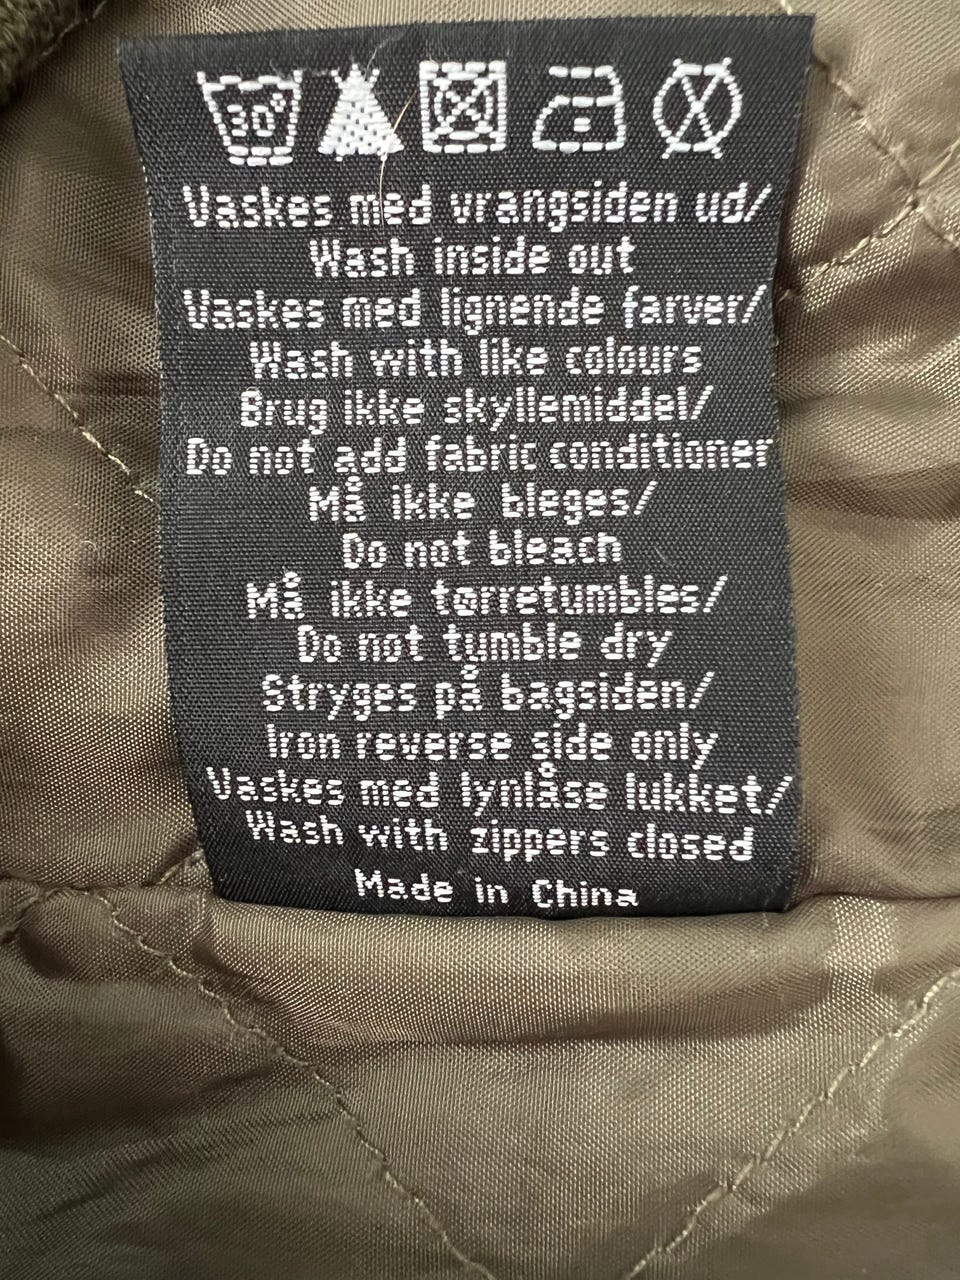 30°
Vaskes med vrangsiden ud/
Wash inside out
Vaskes med lignende farver/
Wash with like colours
Brug ikke skyllemiddel/
Do not add fabric conditioner
Må ikke bleges/
Do not bleach
Må ikke tørretumbles/
Do not tumble dry
Stryges på bagsiden/
Iron reverse side only
Vaskes med lynlåse lukket/
Wash with zippers closed
Made in China